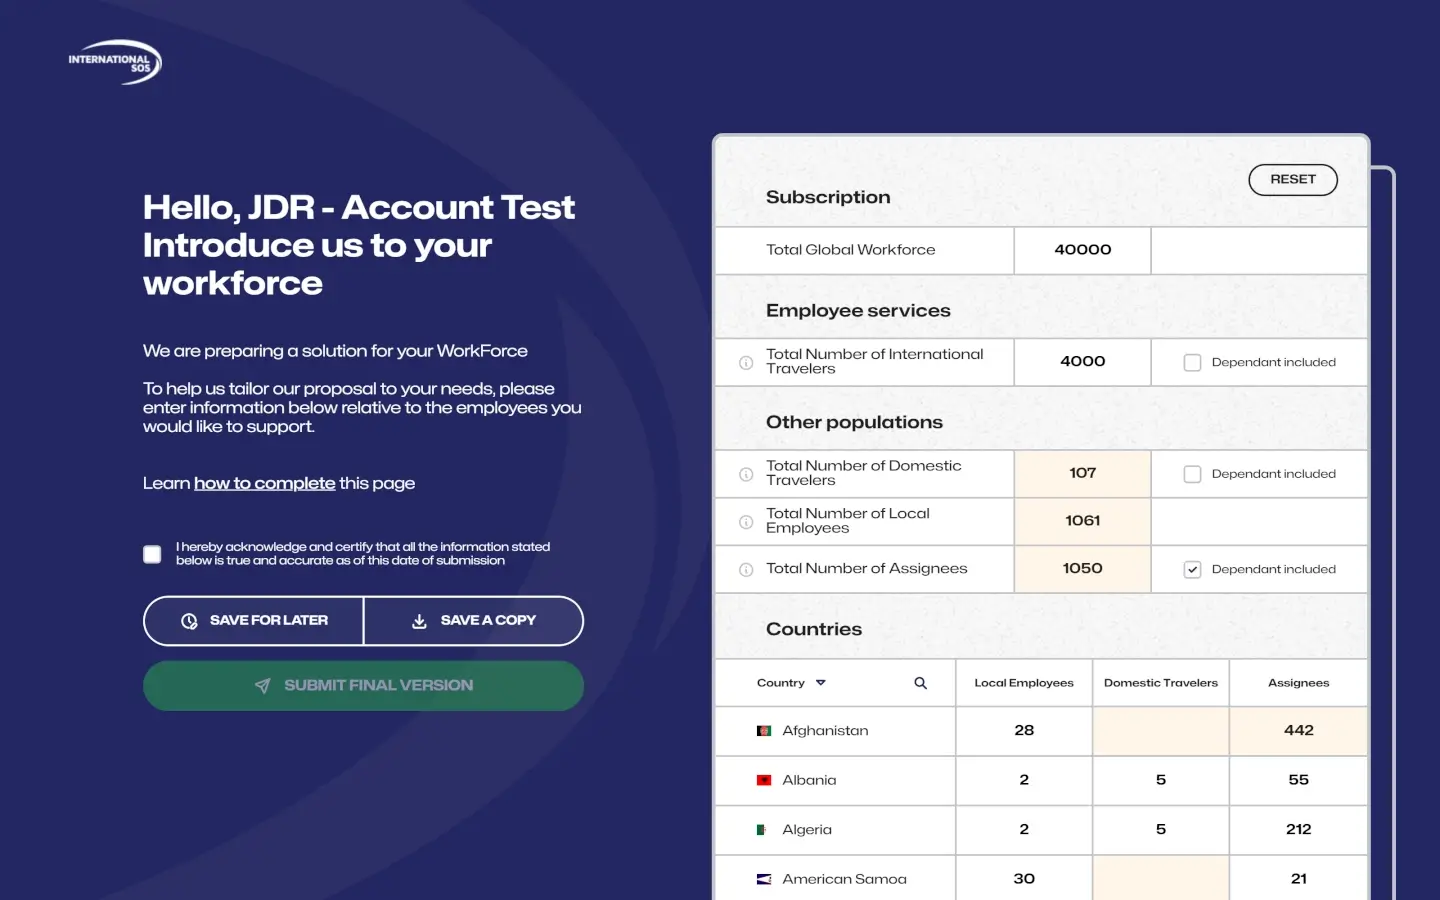 INTERNATIONAL
SOS
Hello, JDR - Account Test
Introduce us to your
workforce
We are preparing a solution for your WorkForce
To help us tailor our proposal to your needs, please
enter information below relative to the employees you
would like to support.
Learn how to complete this page
I hereby acknowledge and certify that all the information stated
below is true and accurate as of this date of submission
SAVE FOR LATER
SAVE A COPY
SUBMIT FINAL VERSION
RESET
Subscription
Total Global Workforce 40000
Employee services
Total Number of International
Travelers
4000 Dependant included
Other populations
Total Number of Domestic
Travelers
107 Dependant included
Total Number of Local
Employees
1061
Total Number of Assignees 1050 Dependant included
Countries
Country Local Employees Domestic Travelers Assignees
Afghanistan 28 442
Albania 2 5 55
Algeria 2 5 212
American Samoa 30 21